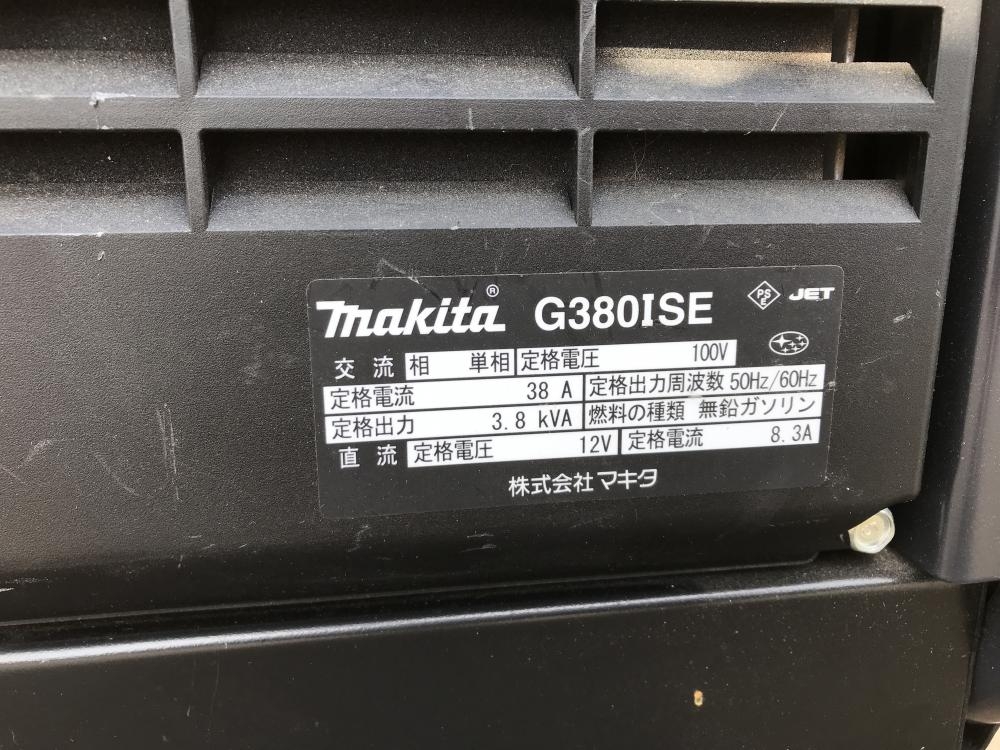 makita® G380ISE PSE JET
交流 相 単相 定格電圧 100V
定格電流 38 A 定格出力周波数 50Hz/60Hz
定格出力 3.8 kVA 燃料の種類 無鉛ガソリン
直流 定格電圧 12V 定格電流 8.3A
株式会社マキタ